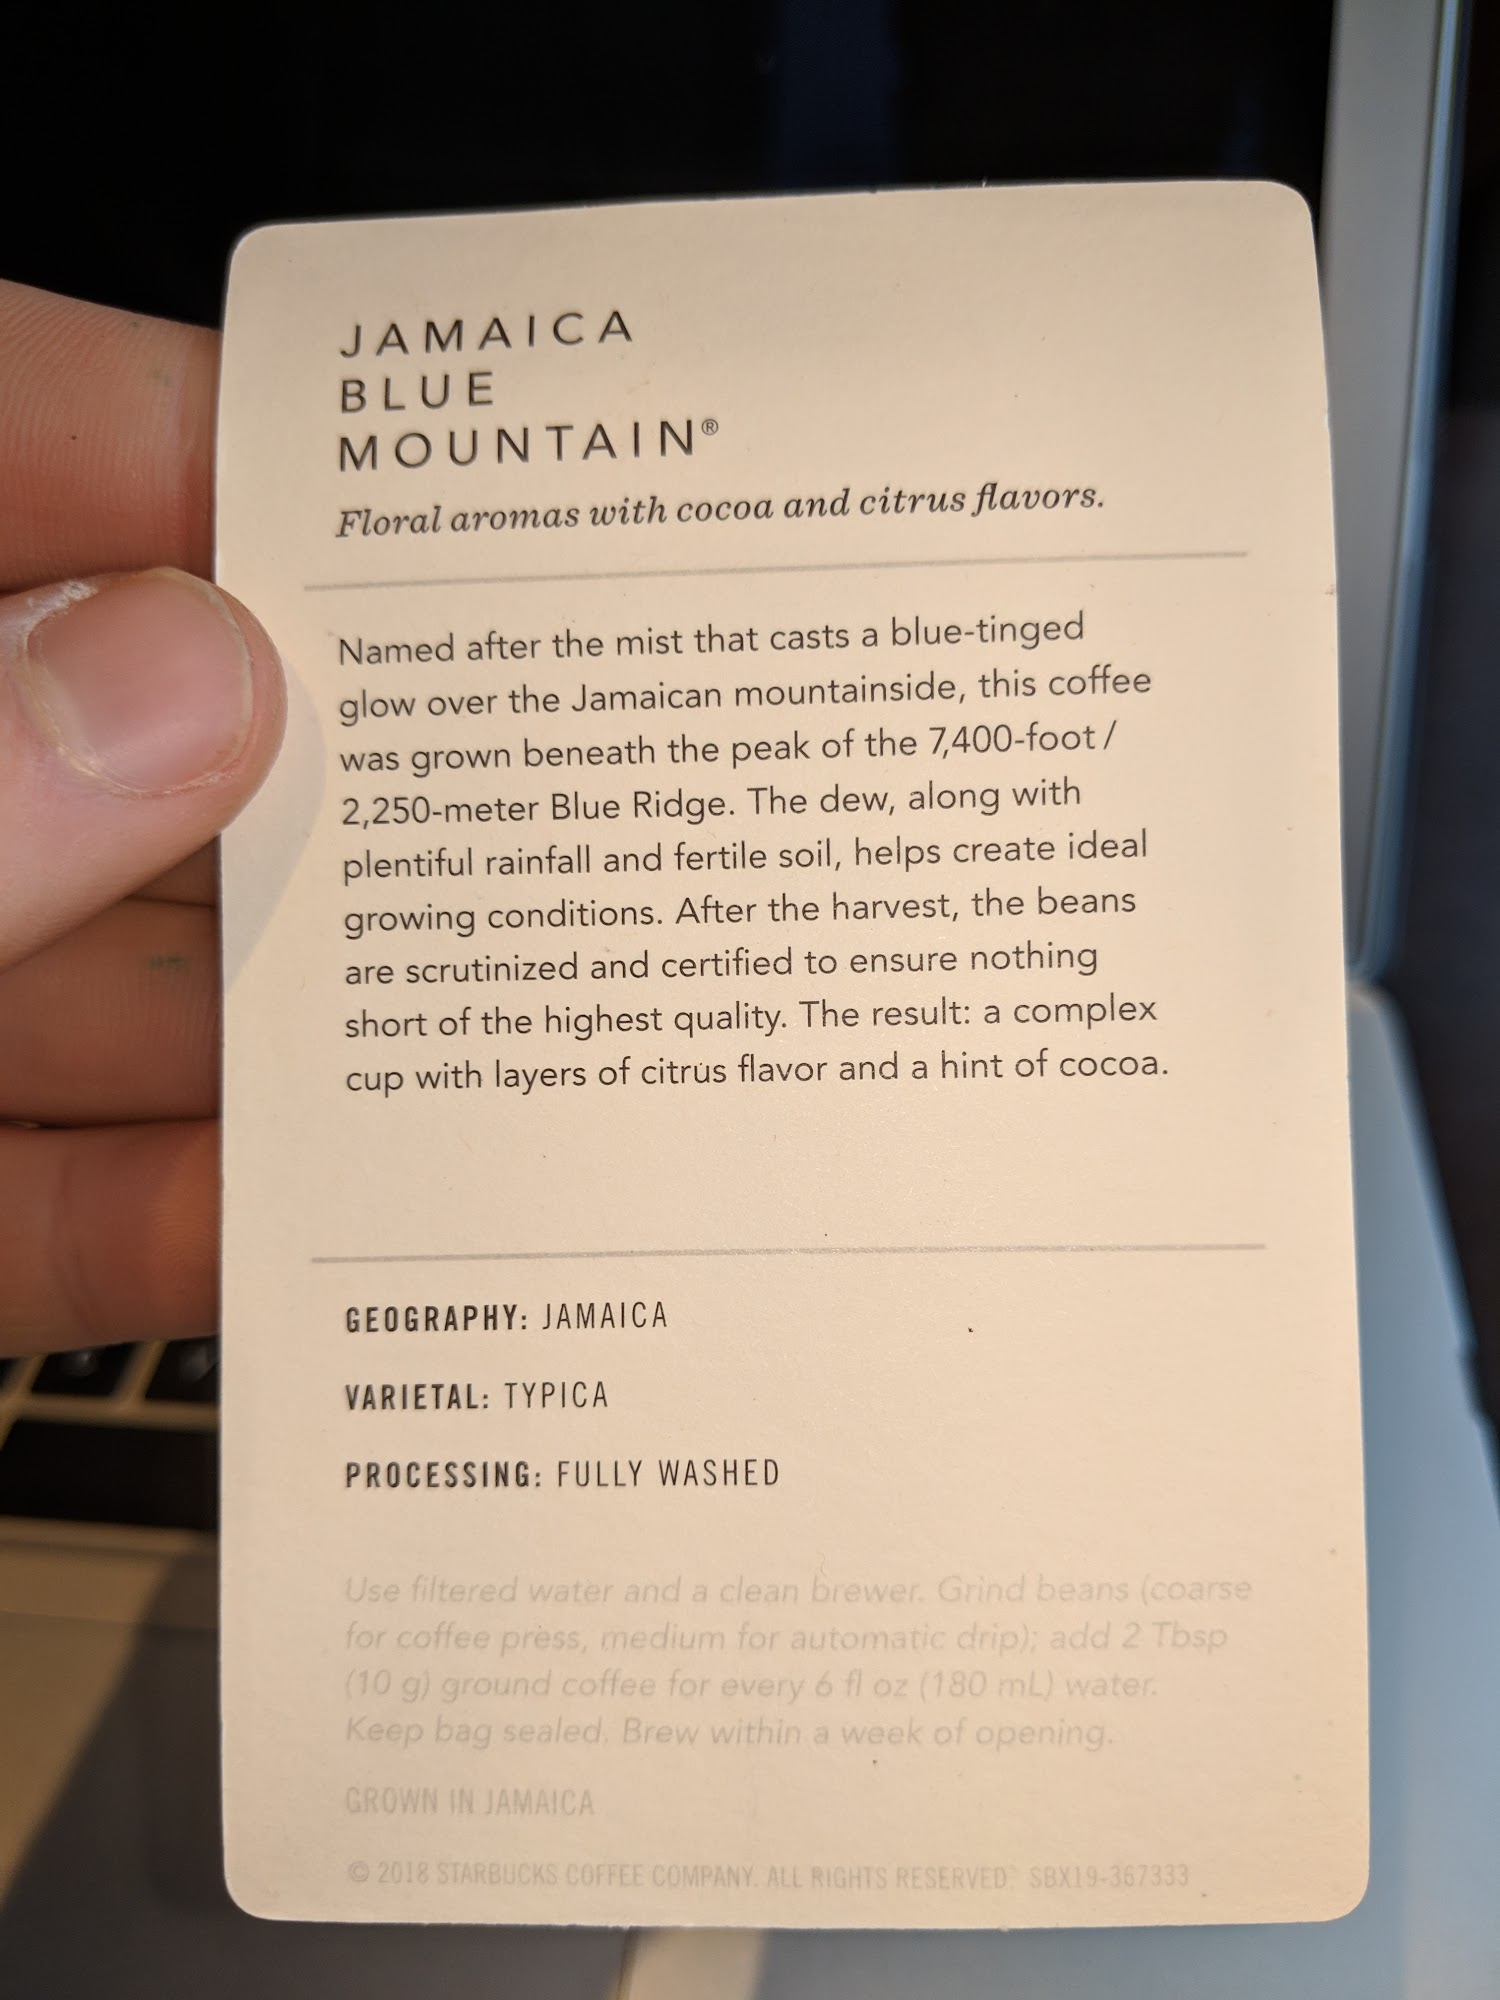 JAMAICA
BLUE
MOUNTAIN®
Floral aromas with cocoa and citrus flavors.
Named after the mist that casts a blue-tinged
glow over the Jamaican mountainside, this coffee
was grown beneath the peak of the 7,400-foot /
2,250-meter Blue Ridge. The dew, along with
plentiful rainfall and fertile soil, helps create ideal
growing conditions. After the harvest, the beans
are scrutinized and certified to ensure nothing
short of the highest quality. The result: a complex
cup with layers of citrus flavor and a hint of cocoa.
GEOGRAPHY: JAMAICA
VARIETAL: TYPICA
PROCESSING: FULLY WASHED
Use filtered water and a clean brewer. Grind beans (coarse
for coffee press, medium for automatic drip); add 2 Tbsp
(10 g) ground coffee for every 6 fl oz (180 mL) water.
Keep bag sealed. Brew within a week of opening.
GROWN IN JAMAICA
© 2018 STARBUCKS COFFEE COMPANY. ALL RIGHTS RESERVED. SBX19-367333